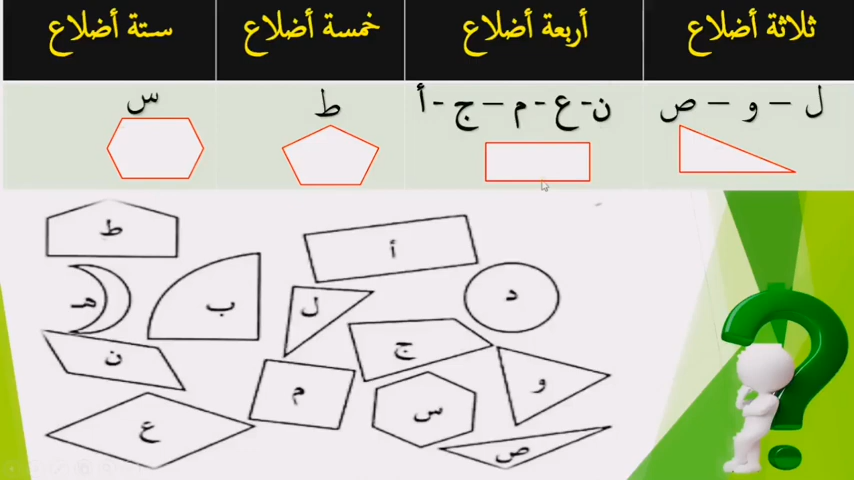 ثلاثة أضلاع
أربعة أضلاع
خمسة أضلاع
ستة أضلاع
ل – و – ص
ن- ع - م – ج - أ
ط
س
ط
أ
هـ
ب
ل
د
ن
ج
م
و
س
ع
ص
?